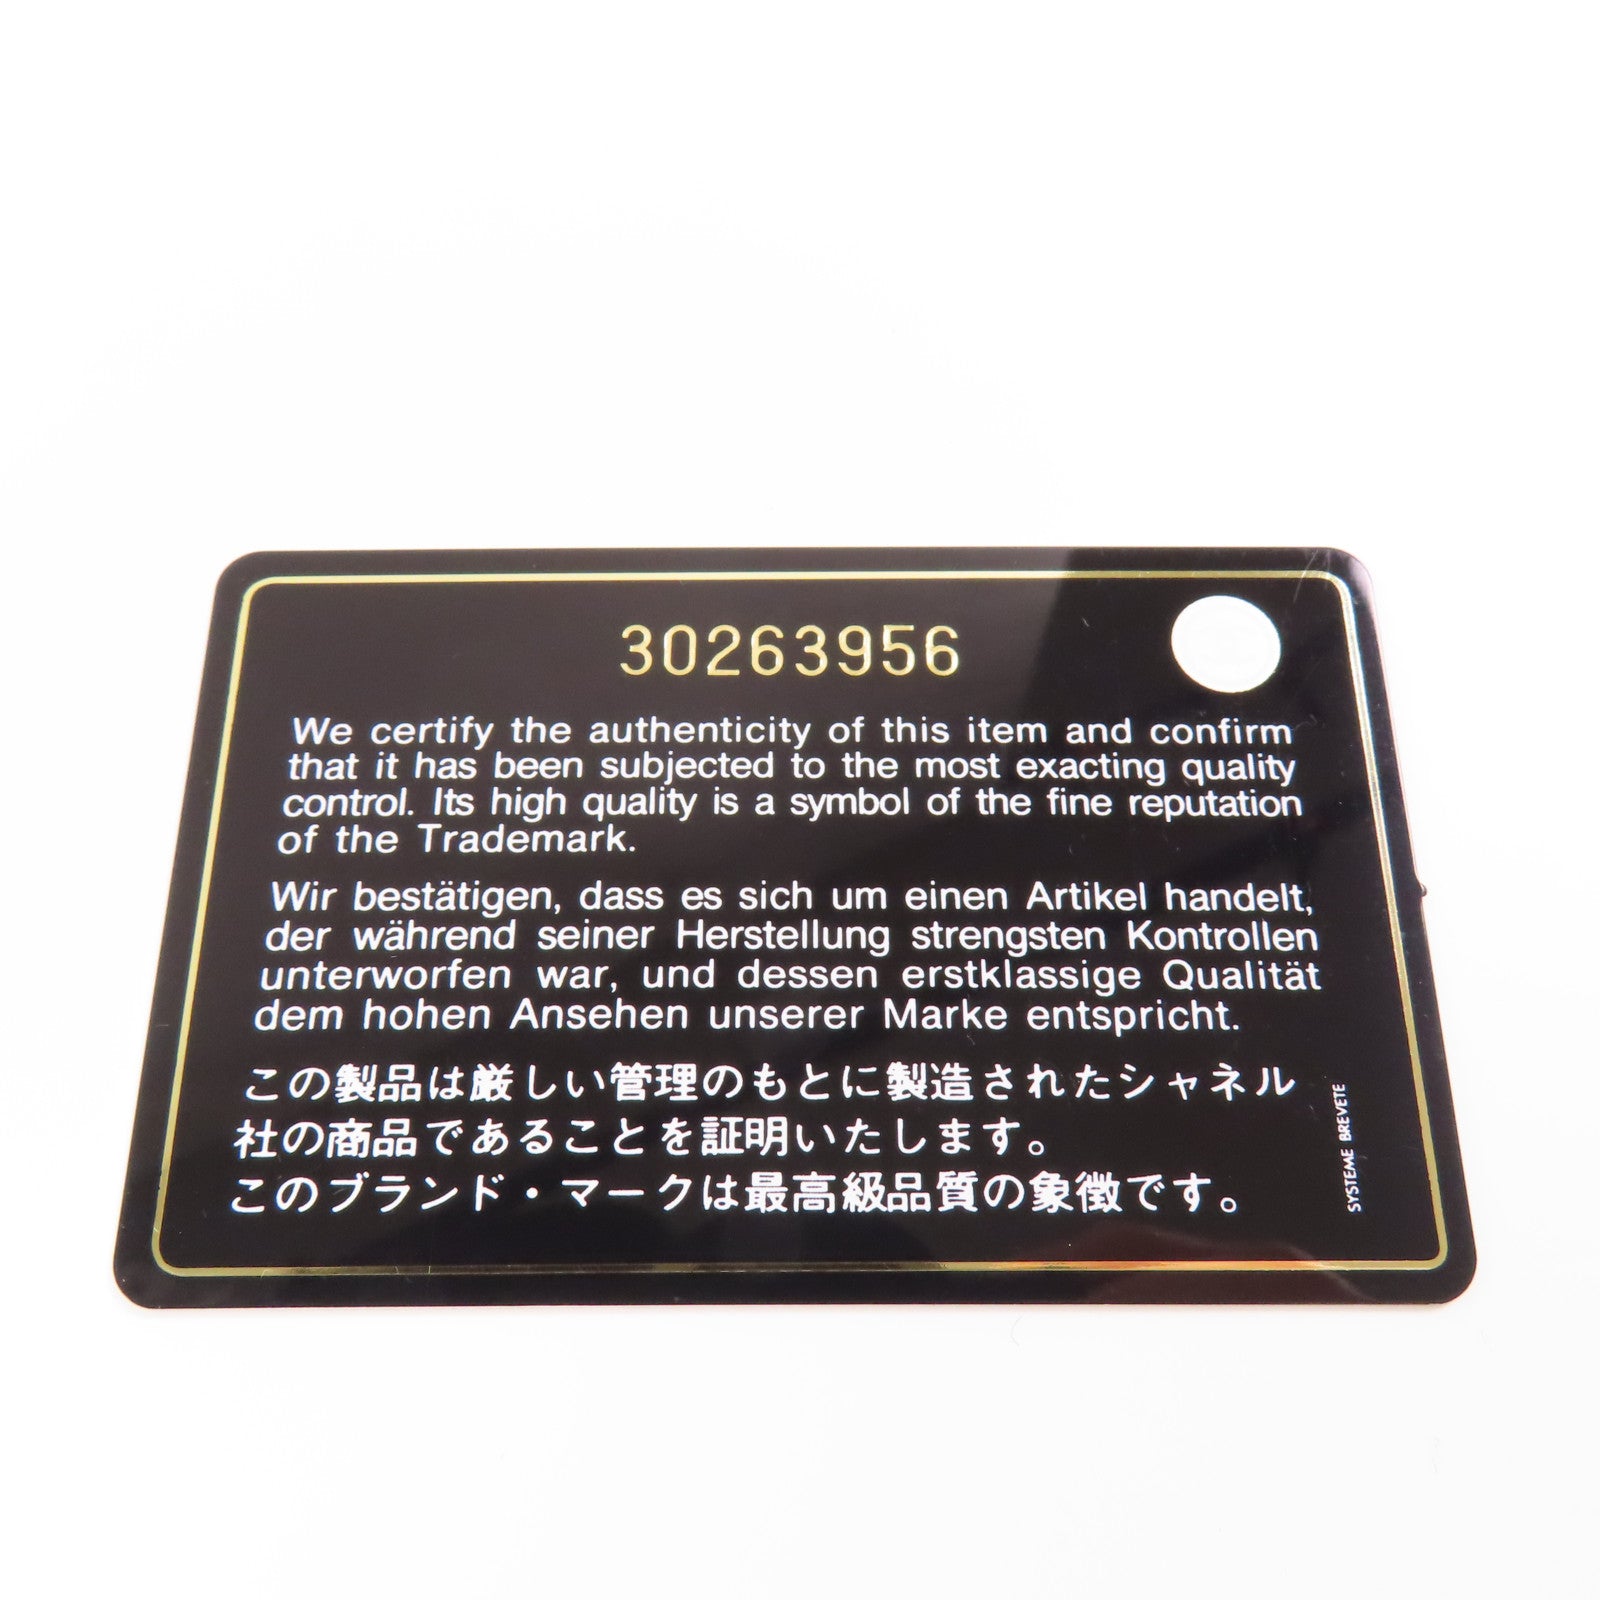 30263956
We certify the authenticity of this item and confirm
that it has been subjected to the most exacting quality
control. Its high quality is a symbol of the fine reputation
of the Trademark.
Wir bestätigen, dass es sich um einen Artikel handelt,
der während seiner Herstellung strengsten Kontrollen
unterworfen war, und dessen erstklassige Qualität
dem hohen Ansehen unserer Marke entspricht.
この製品は厳しい管理のもとに製造されたシャネル
社の商品であることを証明いたします。
このブランド・マークは最高級品質の象徴です。
SYSTEME BREVETE